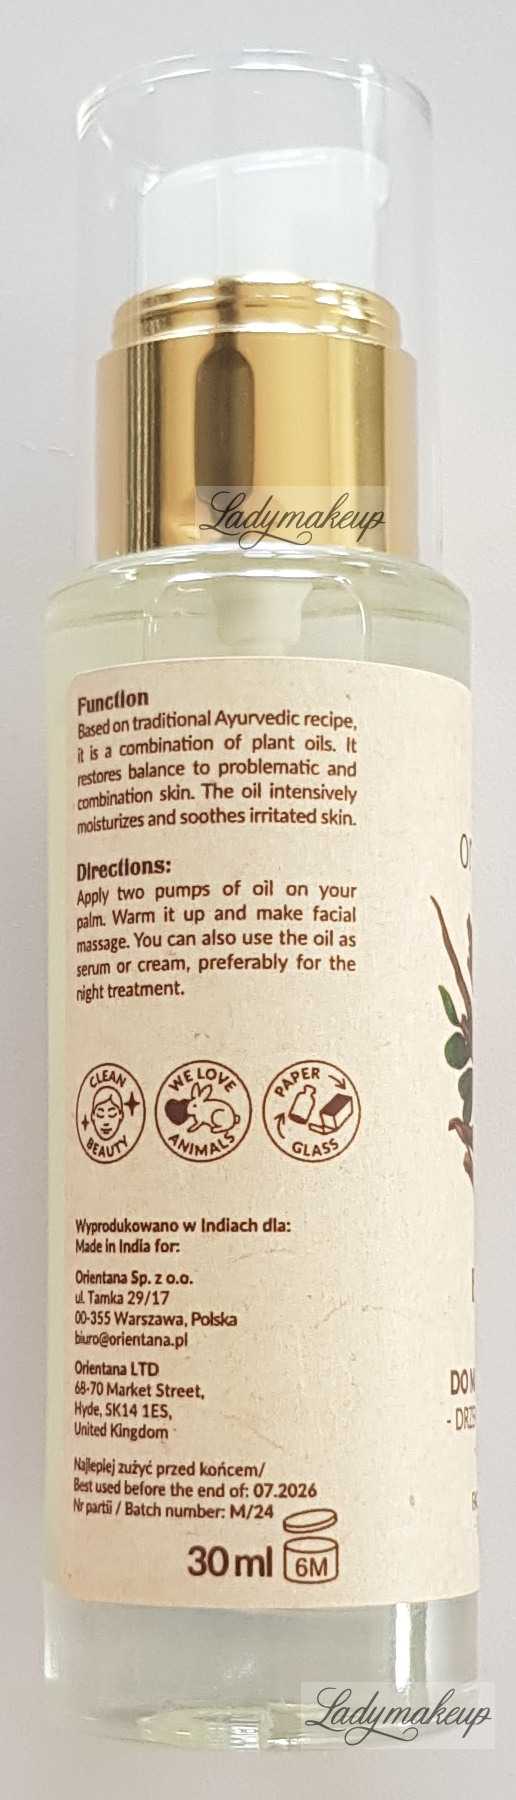 Ladymakeup
Function
Based on traditional Ayurvedic recipe,
it is a combination of plant oils. It
restores balance to problematic and
combination skin. The oil intensively
moisturizes and soothes irritated skin.
Directions:
Apply two pumps of oil on your
palm. Warm it up and make facial
massage. You can also use the oil as
serum or cream, preferably for the
night treatment.
CLEAN
BEAUTY
WE LOVE
ANIMALS
PAPER
GLASS
Wyprodukowano w Indiach dla:
Made in India for:
Orientana Sp. z o.o.
ul. Tamka 29/17
00-355 Warszawa, Polska
biuro@orientana.pl
Orientana LTD
68-70 Market Street,
Hyde, SK14 1ES,
United Kingdom
Najlepiej zużyć przed końcem/
Best used before the end of: 07.2026
Nr partii / Batch number: M/24
30 ml 6M
Or
DO
- DRZE
Ladymakeup